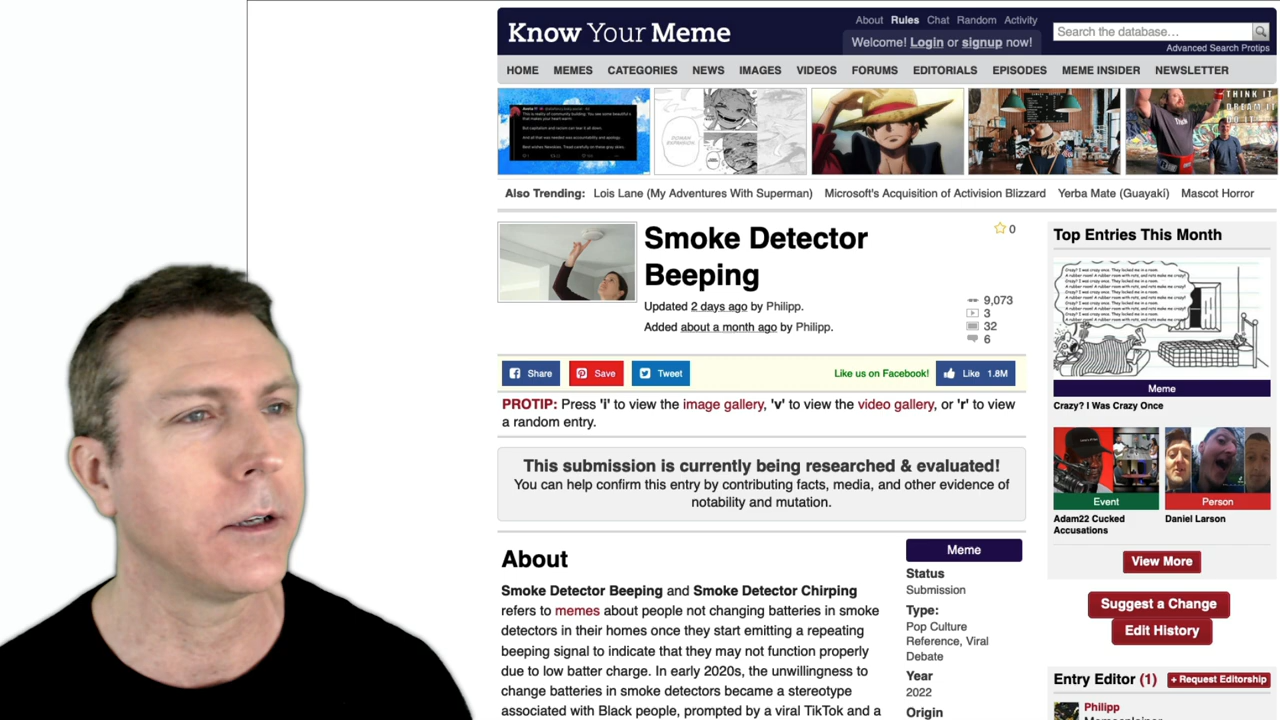 Know Your Meme
About Rules Chat Random Activity
Welcome! Login or signup now!
Search the database...
Advanced Search Protips
HOME MEMES CATEGORIES NEWS IMAGES VIDEOS FORUMS EDITORIALS EPISODES MEME INSIDER NEWSLETTER
THINK IT
DREAM IT
DO IT
Also Trending: Lois Lane (My Adventures With Superman) Microsoft's Acquisition of Activision Blizzard Yerba Mate (Guayakí) Mascot Horror
Smoke Detector
Beeping
0
Updated 2 days ago by Philipp.
Added about a month ago by Philipp.
9,073
3
32
6
Share Save Tweet Like us on Facebook! Like 1.8M
PROTIP: Press 'i' to view the image gallery, 'v' to view the video gallery, or 'r' to view
a random entry.
This submission is currently being researched & evaluated!
You can help confirm this entry by contributing facts, media, and other evidence of
notability and mutation.
About
Smoke Detector Beeping and Smoke Detector Chirping
refers to memes about people not changing batteries in smoke
detectors in their homes once they start emitting a repeating
beeping signal to indicate that they may not function properly
due to low batter charge. In early 2020s, the unwillingness to
change batteries in smoke detectors became a stereotype
associated with Black people, prompted by a viral TikTok and a
Meme
Status
Submission
Type:
Pop Culture
Reference, Viral
Debate
Year
2022
Origin
Top Entries This Month
Meme
Crazy? I Was Crazy Once
Event
Adam22 Cucked
Accusations
Person
Daniel Larson
View More
Suggest a Change
Edit History
Entry Editor (1) + Request Editorship
Philipp